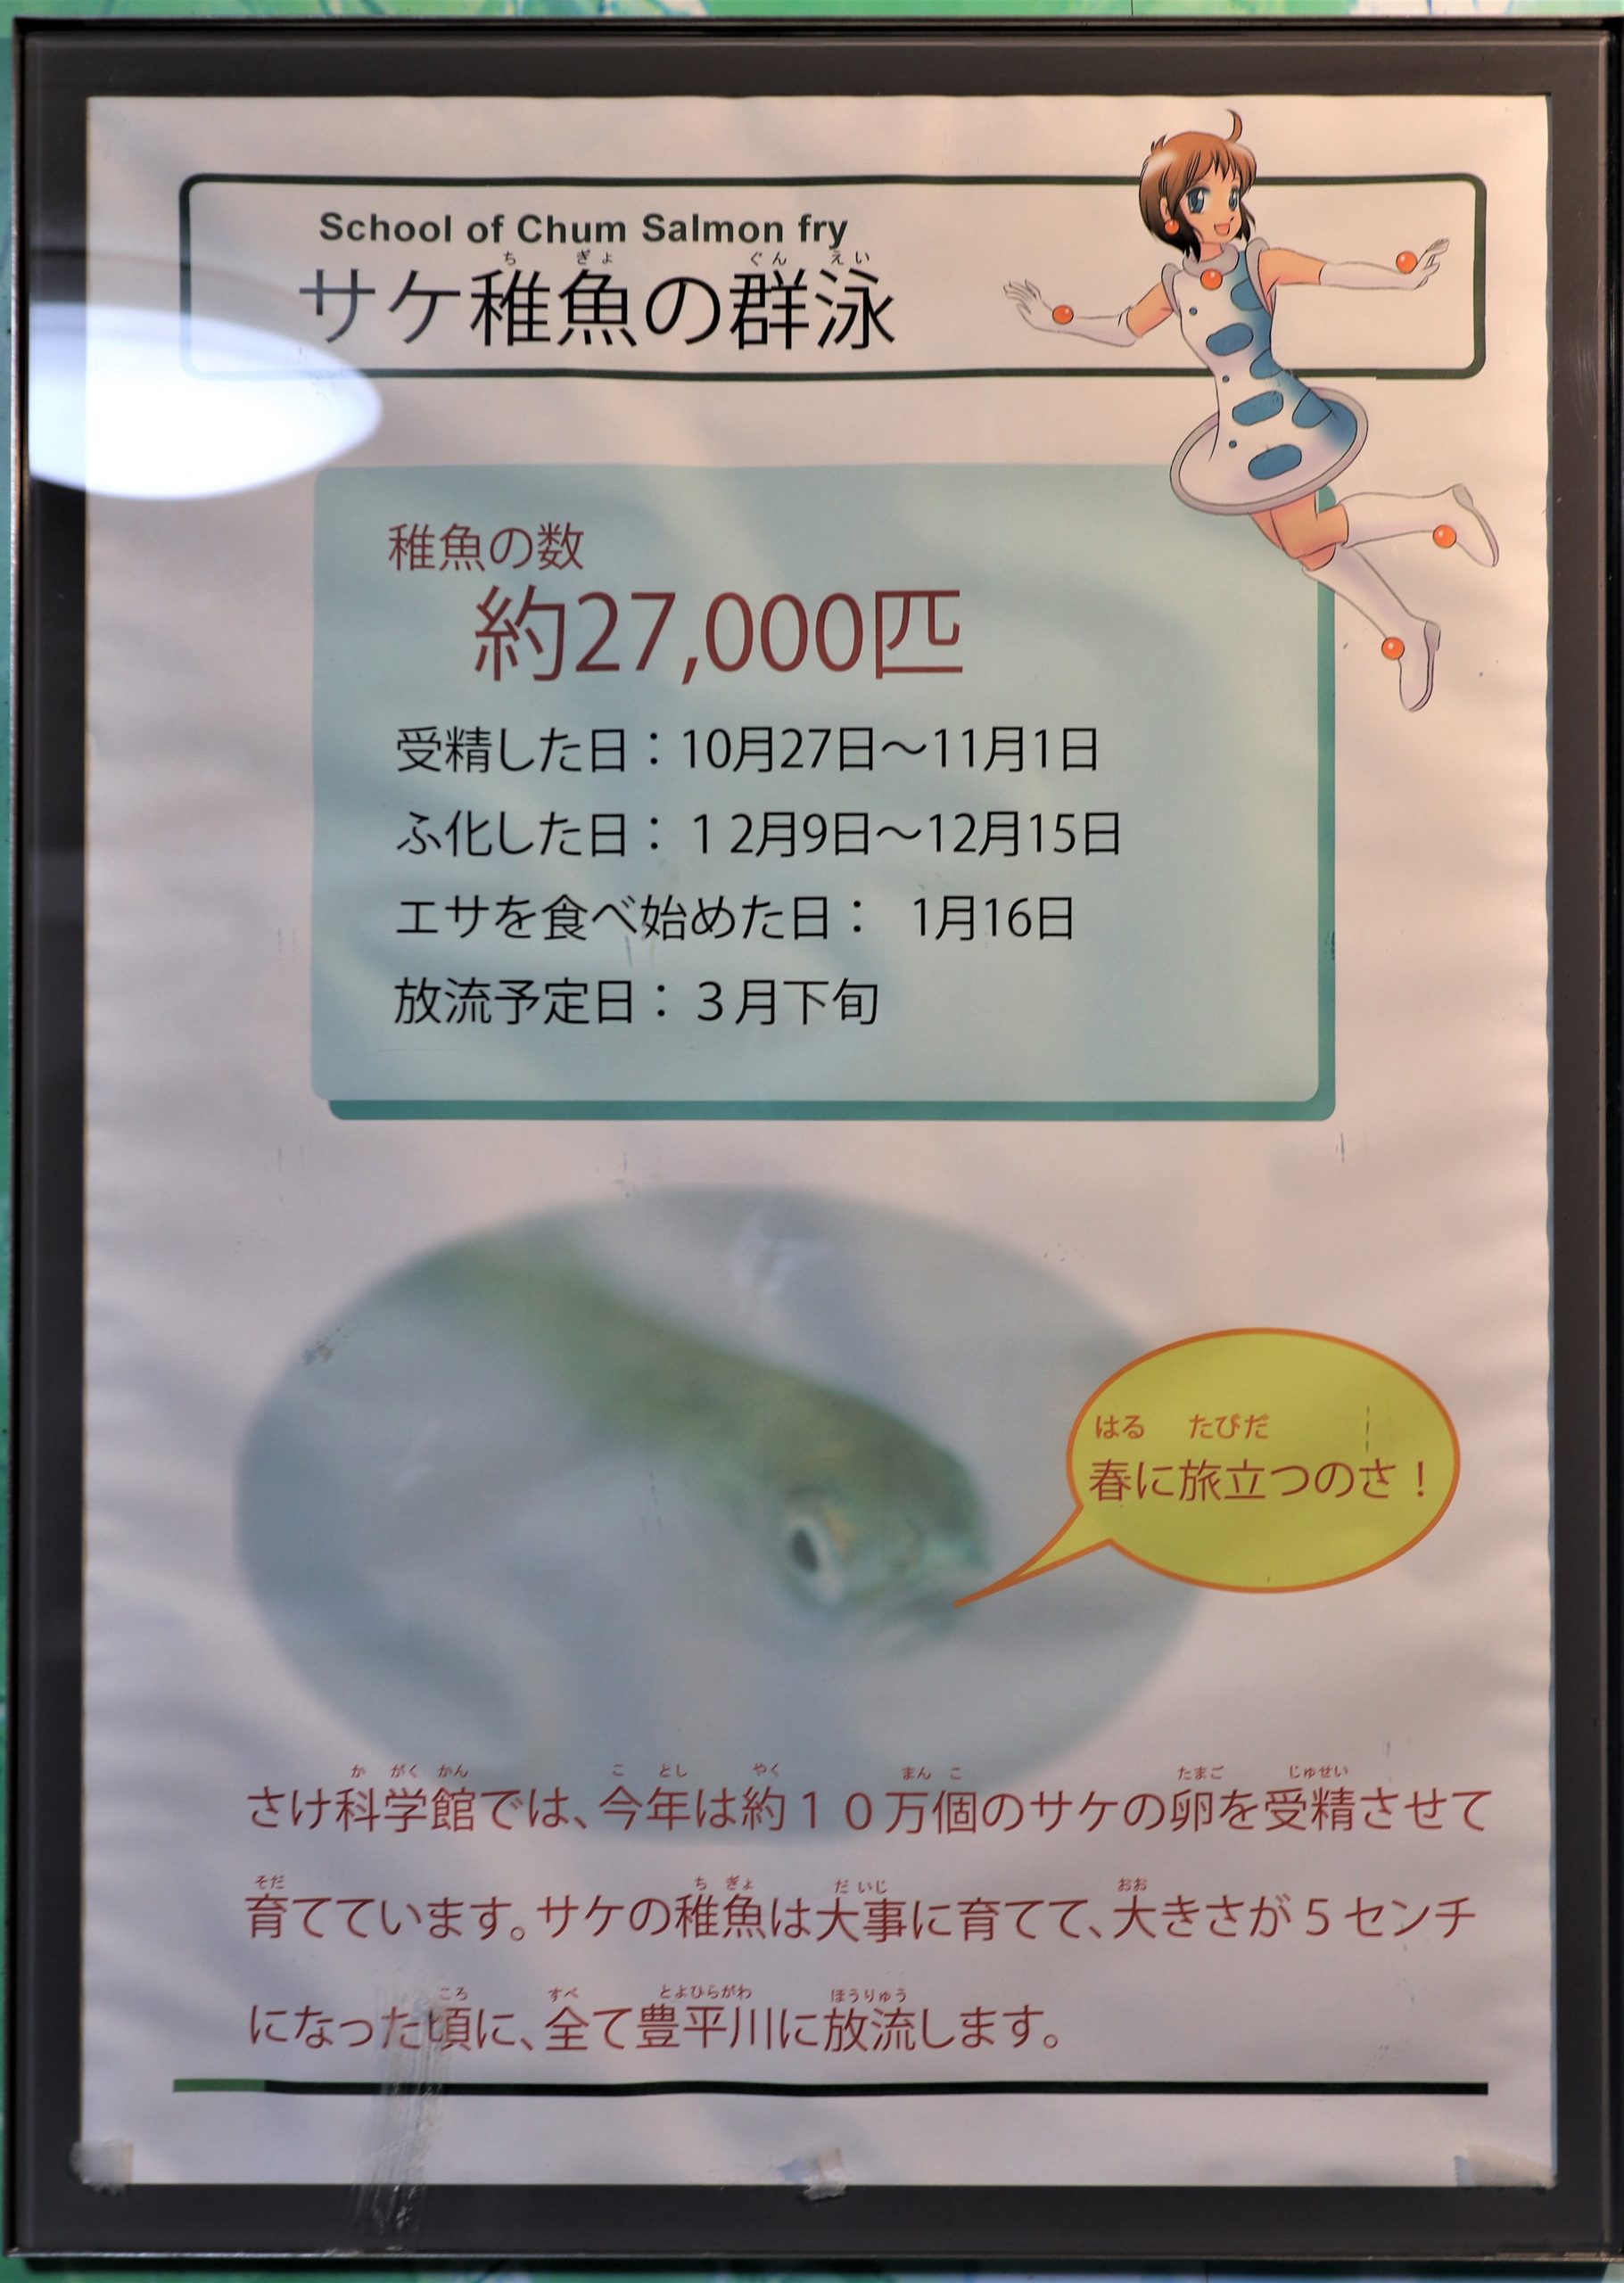 School of Chum Salmon fry
ち ぎょ ぐん えい
サケ稚魚の群泳
稚魚の数
約27,000匹
受精した日：10月27日～11月1日
ふ化した日：１2月9日～12月15日
エサを食べ始めた日： 1月16日
放流予定日：３月下旬
はる たびだ
春に旅立つのさ！
か がく かん こ とし やく まん こ たまご じゅせい
さけ科学館では、今年は約１０万個のサケの卵を受精させて
そだ ち ぎょ だ いじ おお
育てています。サケの稚魚は大事に育てて、大きさが５センチ
ころ すべ とよひらがわ ほうりゅう
になった頃に、全て豊平川に放流します。